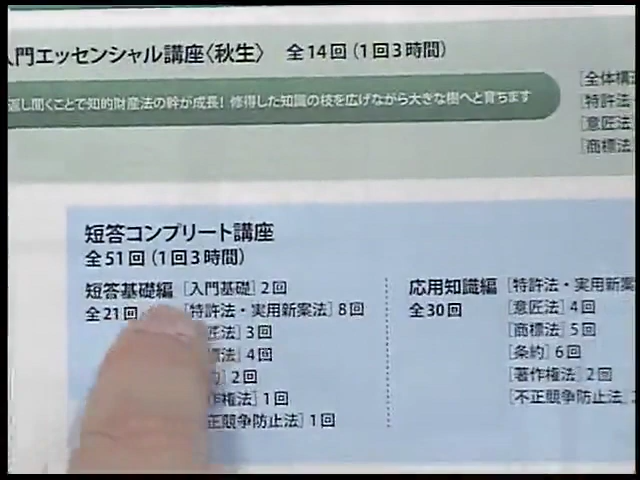 入門エッセンシャル講座〈秋生〉 全14回(1回3時間)
返し聞くことで知的財産法の幹が成長! 修得した知識の枝を広げながら大きな樹へと育ちます
[全体構造
[特許法
[意匠法
[商標法
短答コンプリート講座
全51回(1回3時間)
短答基礎編 [入門基礎]2回
全21回 [特許法・実用新案法]8回
匠法]3回
標法]4回
約]2回
作権法]1回
正競争防止法]1回
応用知識編 [特許法・実用新案
全30回 [意匠法]4回
[商標法]5回
[条約]6回
[著作権法]2回
[不正競争防止法]